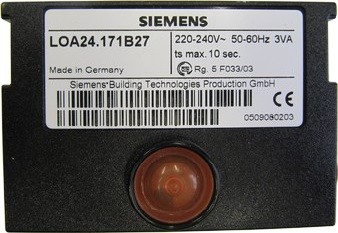 SIEMENS
LOA24.171B27
220-240V~ 50-60Hz 3VA
ts max. 10 sec.
Rg. 5 F033/03
Made in Germany
Siemens Building Technologies Production GmbH
CE
0509080203